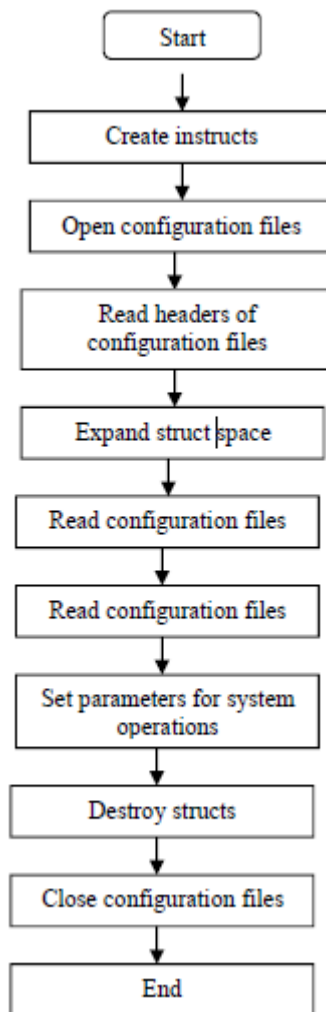 Start
Create instructs
Open configuration files
Read headers of
configuration files
Expand struct space
Read configuration files
Read configuration files
Set parameters for system
operations
Destroy structs
Close configuration files
End